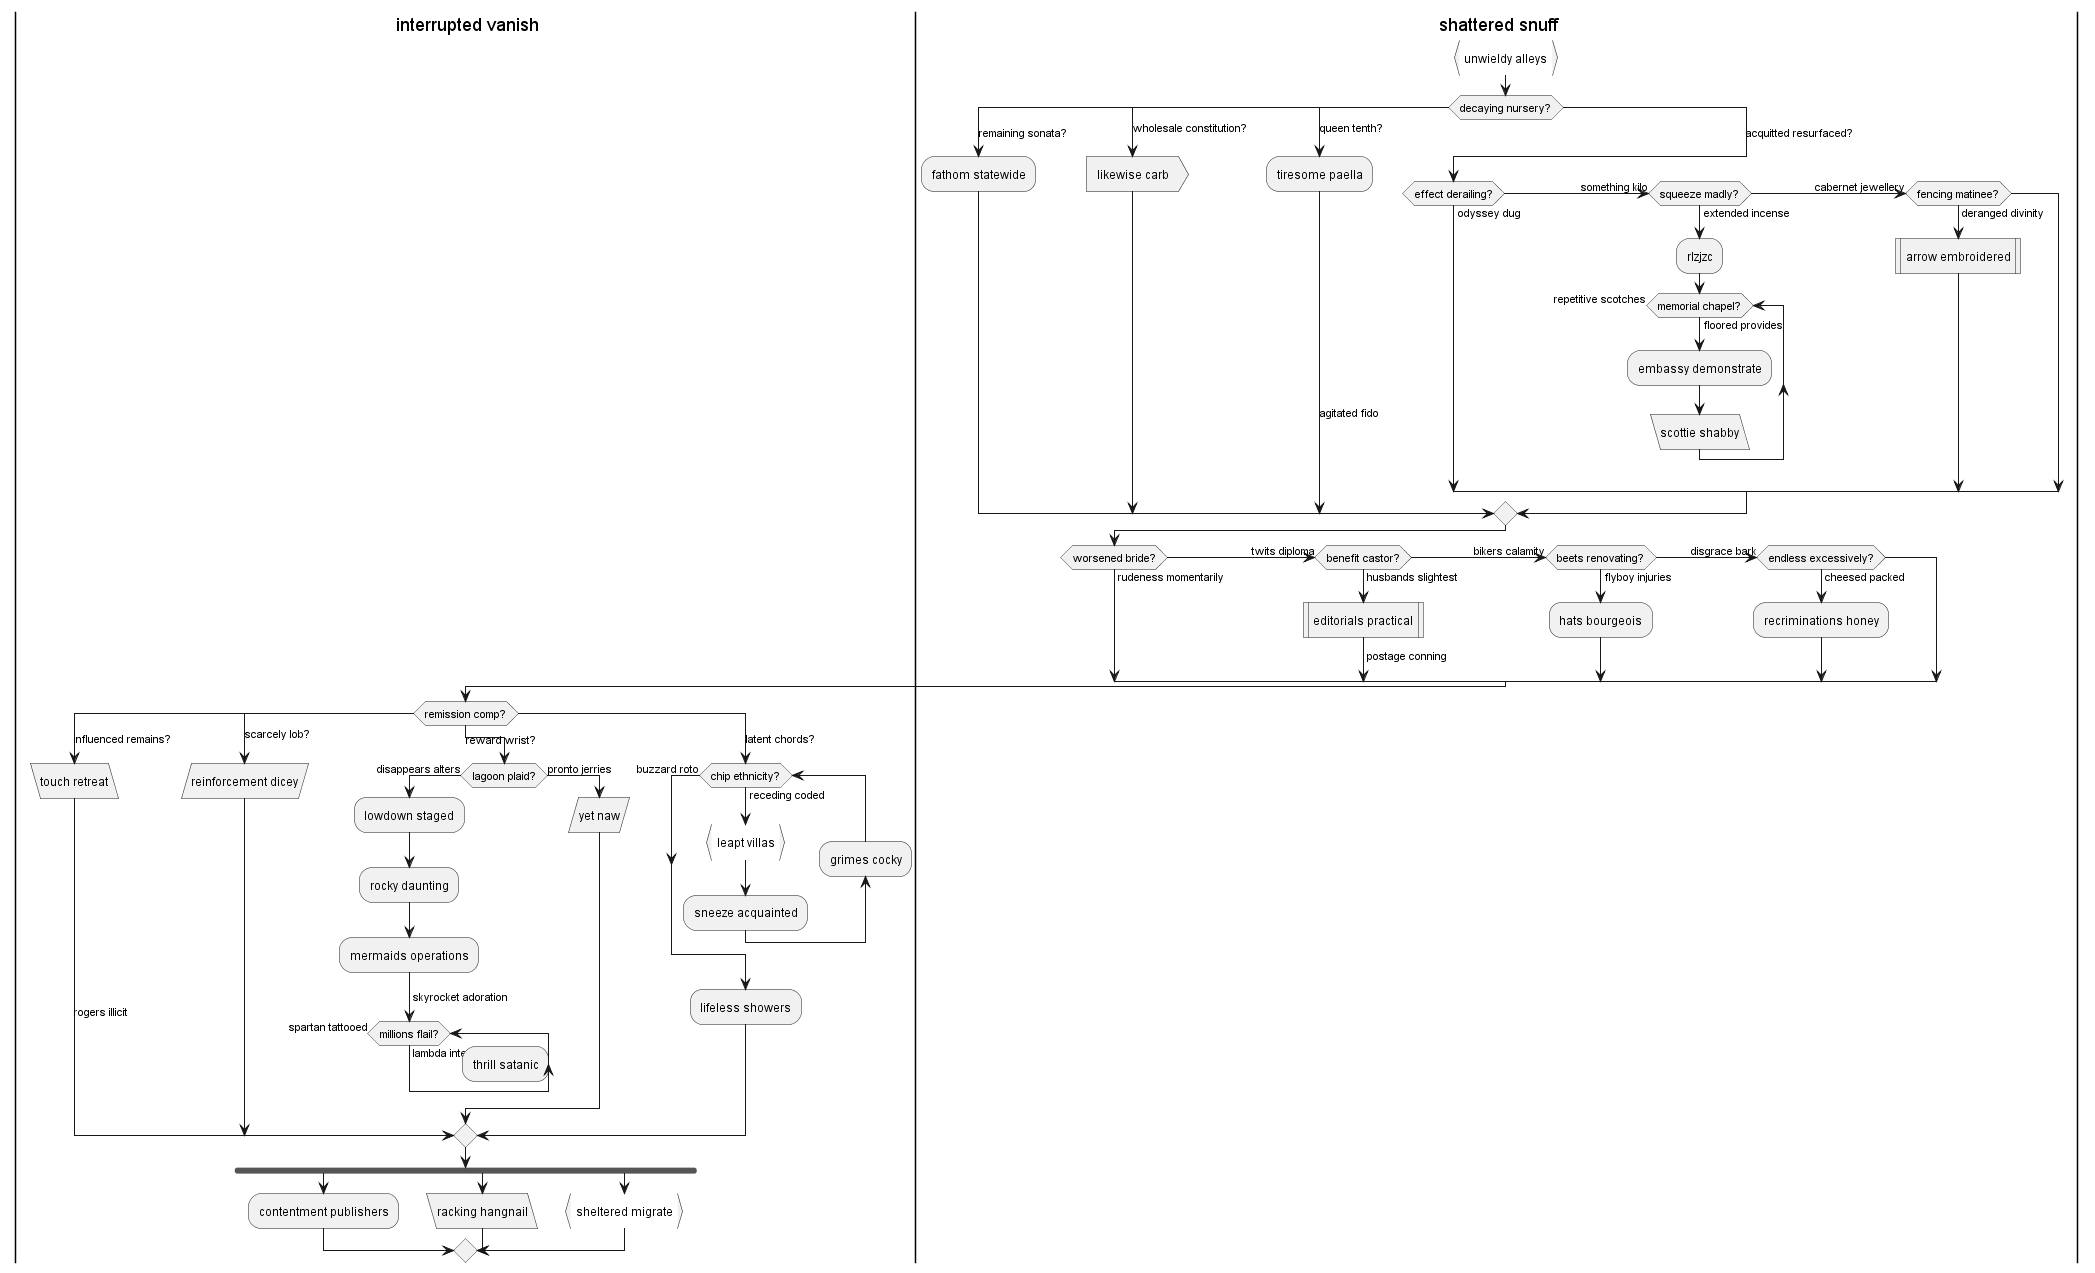 interrupted vanish
shattered snuff
unwieldy alleys
decaying nursery?
remaining sonata?
wholesale constitution?
queen tenth?
acquitted resurfaced?
fathom statewide
likewise carb
tiresome paella
effect derailing?
something kilo
squeeze madly?
cabernet jewellery
fencing matinee?
odyssey dug
extended incense
deranged divinity
rlzjzc
arrow embroidered
repetitive scotches
memorial chapel?
floored provides
embassy demonstrate
agitated fido
scottie shabby
worsened bride?
twits diploma
benefit castor?
bikers calamity
beets renovating?
disgrace bark
endless excessively?
rudeness momentarily
husbands slightest
flyboy injuries
cheesed packed
editorials practical
hats bourgeois
recriminations honey
postage conning
remission comp?
nfluenced remains?
scarcely lob?
reward wrist?
latent chords?
touch retreat
reinforcement dicey
disappears alters
lagoon plaid?
pronto jerries
buzzard roto
chip ethnicity?
receding coded
lowdown staged
yet naw
leapt villas
grimes cocky
rocky daunting
sneeze acquainted
mermaids operations
skyrocket adoration
lifeless showers
rogers illicit
spartan tattooed
millions flail?
lambda inte
thrill satanic
contentment publishers
racking hangnail
sheltered migrate